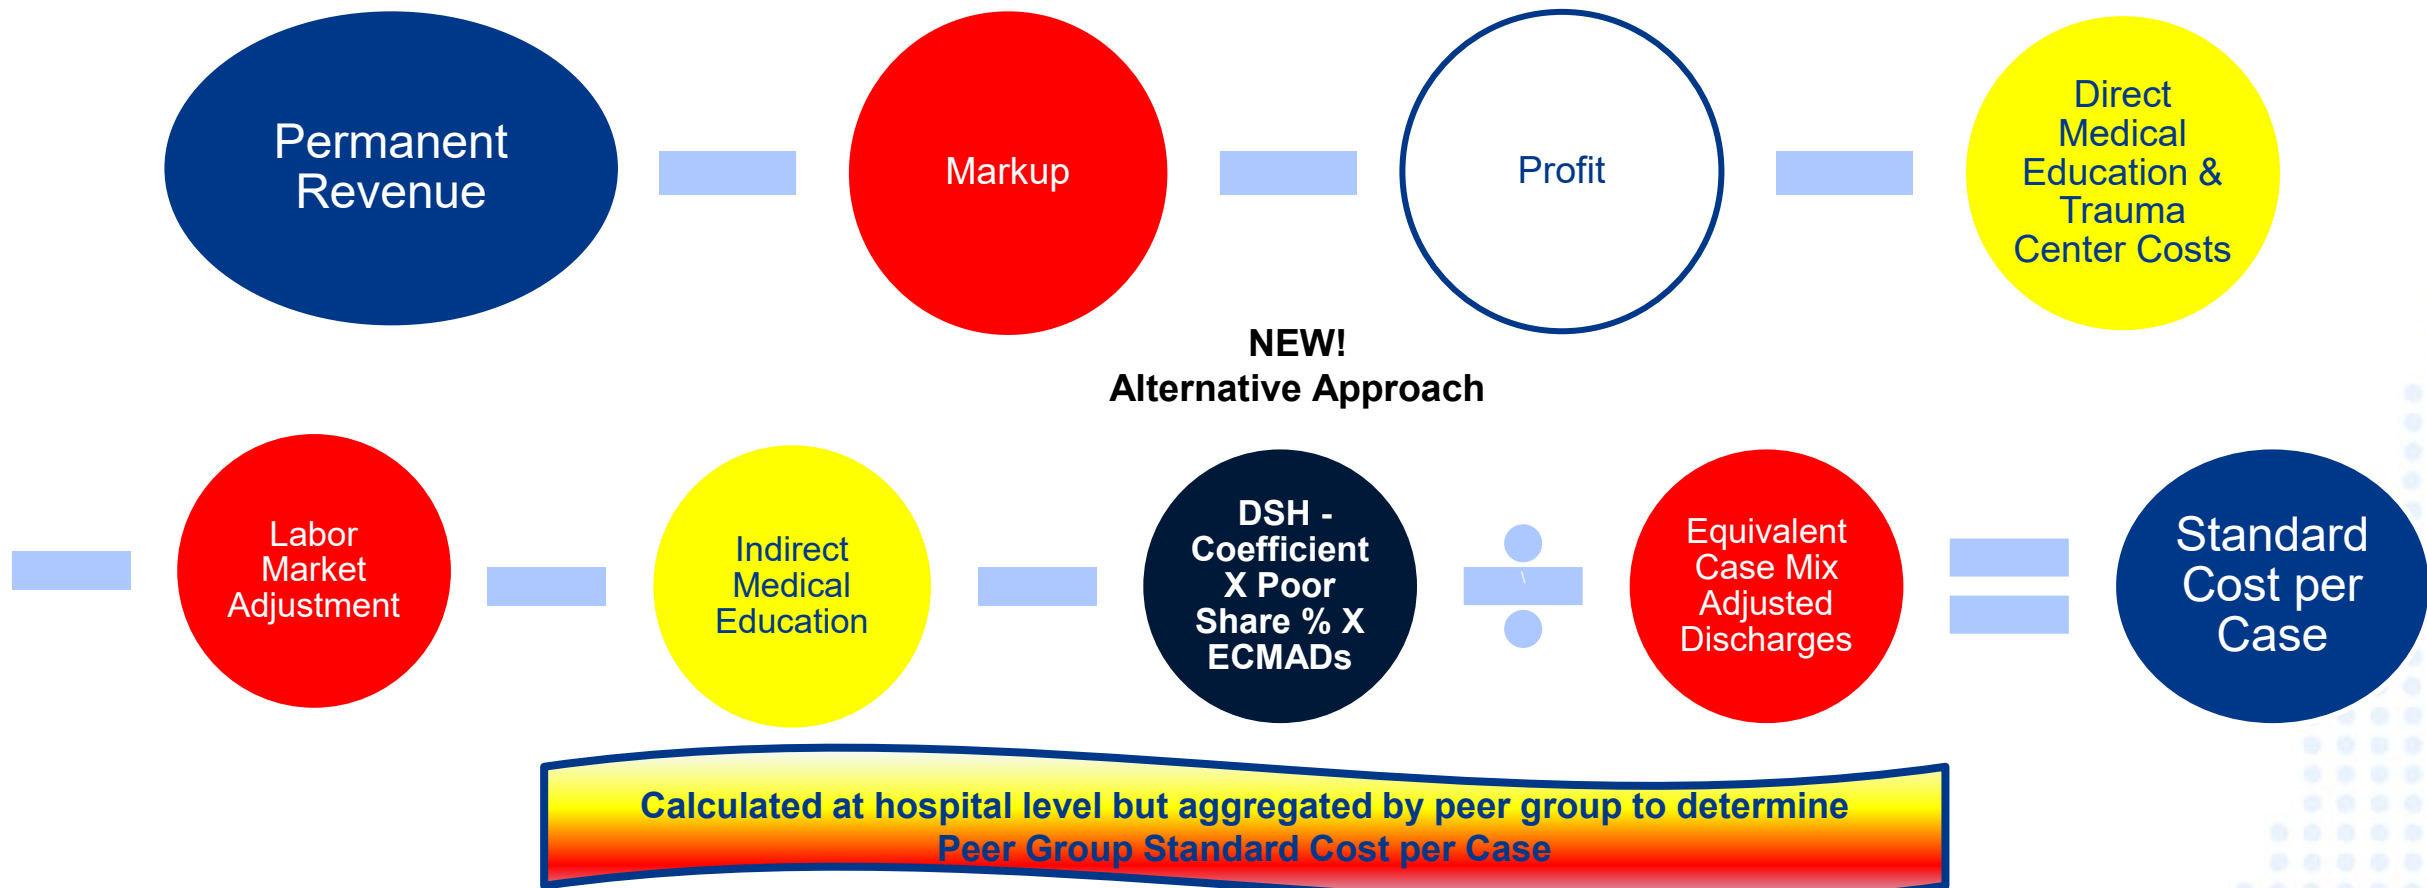 Permanent
Revenue
Markup
Profit
Direct
Medical
Education &
Trauma
Center Costs
NEW!
Alternative Approach
Labor
Market
Adjustment
Indirect
Medical
Education
DSH -
Coefficient
X Poor
Share % X
ECMADs
\
Equivalent
Case Mix
Adjusted
Discharges
Standard
Cost per
Case
Calculated at hospital level but aggregated by peer group to determine
Peer Group Standard Cost per Case